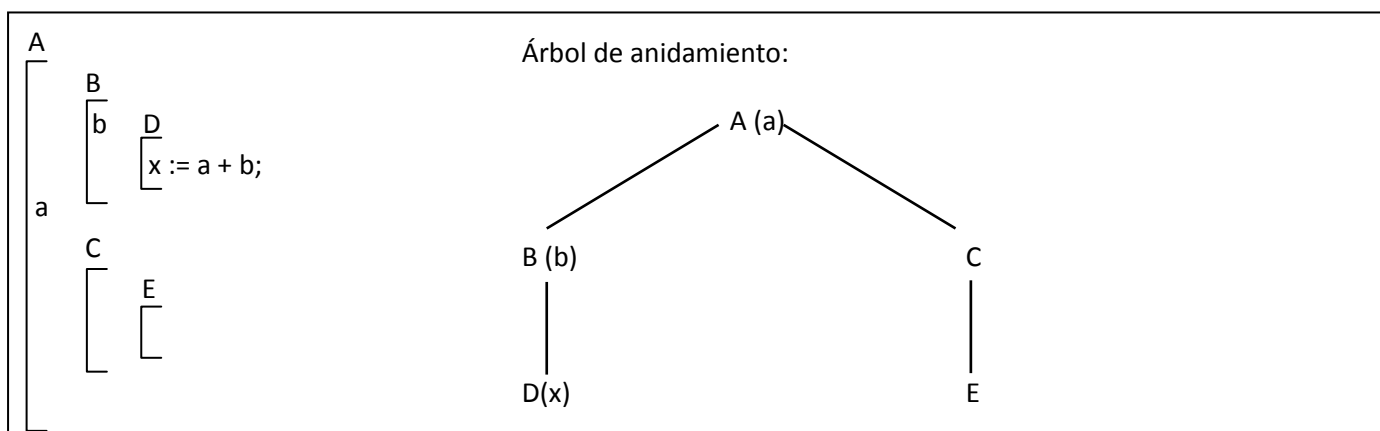 A
B
b D
x := a + b;
a
C
E
Árbol de anidamiento:
A (a)
B (b) C
D(x) E